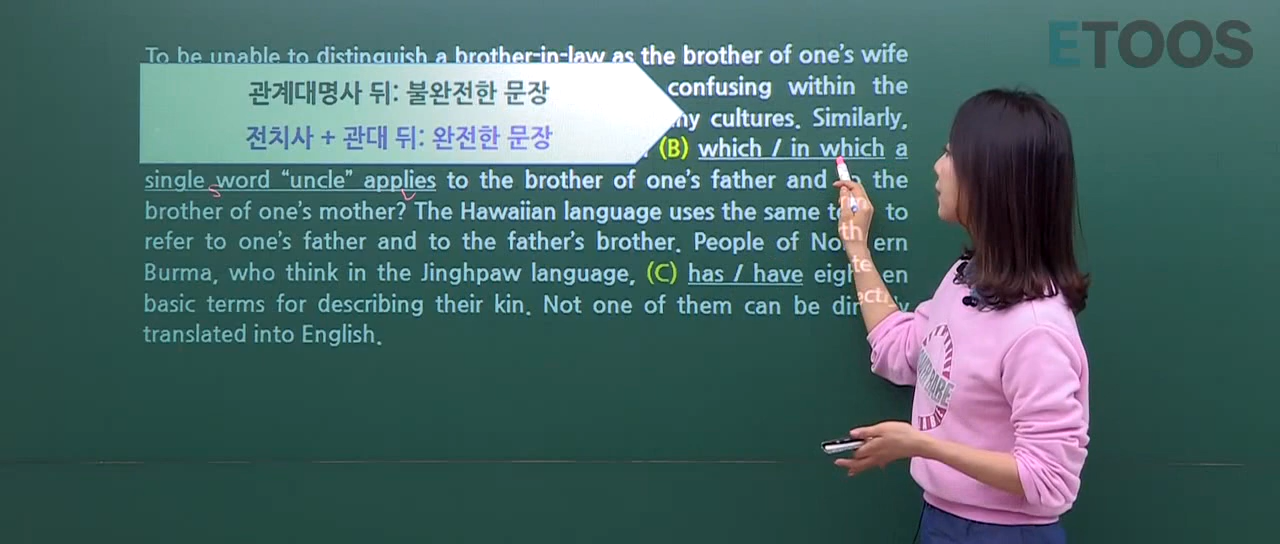 ETOOS
To be unable to distinguish a brother-in-law as the brother of one's wife
관계대명사 뒤: 불완전한 문장
confusing within the
전치사 + 관대 뒤: 완전한 문장
cultures. Similarly,
(B) which / in which a
single word "uncle" applies to the brother of one's father and the
S V
brother of one's mother? The Hawaiian language uses the same to
refer to one's father and to the father's brother. People of
Burma, who think in the Jinghpaw language, (C) has / have
basic terms for describing their kin. Not one of them can be
translated into English.